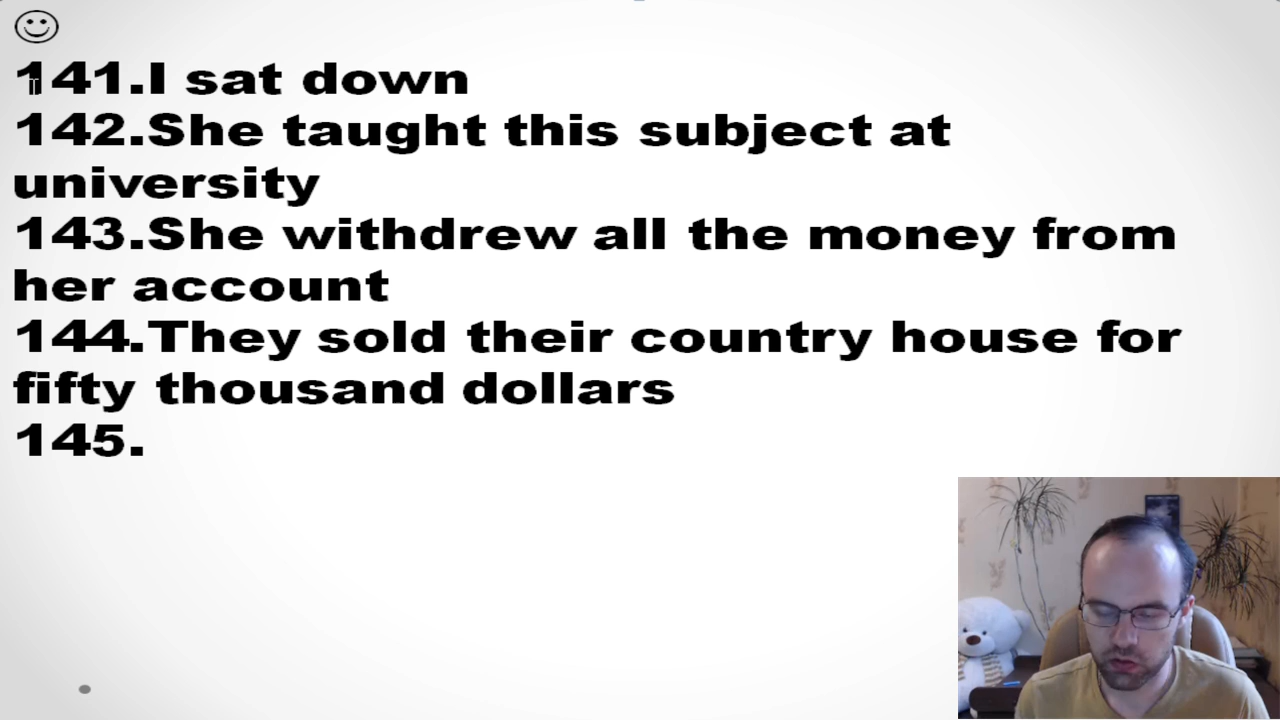 141.I sat down
142.She taught this subject at
university
143.She withdrew all the money from
her account
144.They sold their country house for
fifty thousand dollars
145.